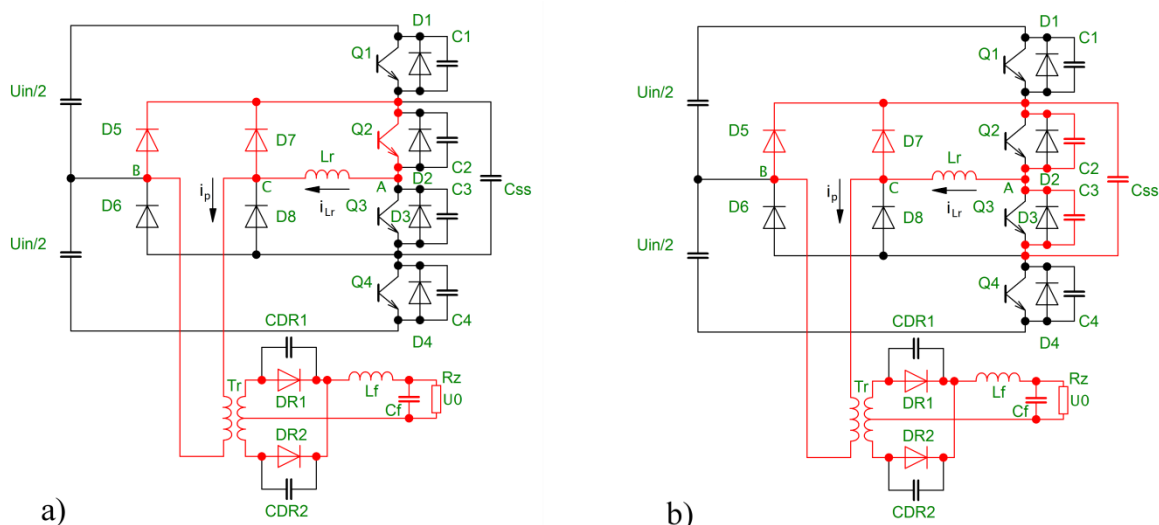 D1
C1
Q1
Uin/2
D5
D7
Q2
Lr
C2
B
C
A
D2
C3
Css
ip
iLr
Q3
D3
D6
D8
Uin/2
Q4
C4
CDR1
D4
Tr
DR1
Lf
Rz
Cf
U0
DR2
CDR2
a)
D1
C1
Q1
Uin/2
D5
D7
Q2
Lr
C2
B
C
A
D2
C3
Css
ip
iLr
Q3
D3
D6
D8
Uin/2
Q4
C4
CDR1
D4
Tr
DR1
Lf
Rz
Cf
U0
DR2
CDR2
b)